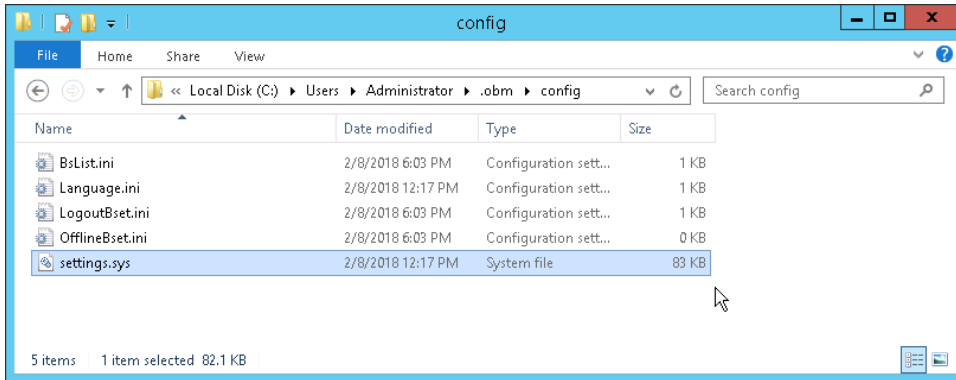 config
File Home Share View
« Local Disk (C:) Users Administrator .obm config Search config
Name Date modified Type Size
BsList.ini 2/8/2018 6:03 PM Configuration sett... 1 KB
Language.ini 2/8/2018 12:17 PM Configuration sett... 1 KB
LogoutBset.ini 2/8/2018 6:03 PM Configuration sett... 1 KB
OfflineBset.ini 2/8/2018 6:03 PM Configuration sett... 0 KB
settings.sys 2/8/2018 12:17 PM System file 83 KB
5 items 1 item selected 82.1 KB